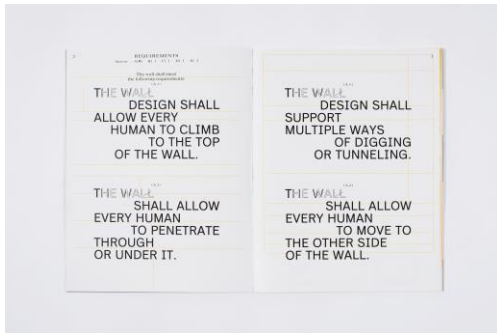 2
REQUIREMENTS
The wall shall meet
the following requirements
THE WALL
DESIGN SHALL
ALLOW EVERY
HUMAN TO CLIMB
TO THE TOP
OF THE WALL.
THE WALL
SHALL ALLOW
EVERY HUMAN
TO PENETRATE
THROUGH
OR UNDER IT.
3
THE WALL
DESIGN SHALL
SUPPORT
MULTIPLE WAYS
OF DIGGING
OR TUNNELING.
THE WALL
SHALL ALLOW
EVERY HUMAN
TO MOVE TO
THE OTHER SIDE
OF THE WALL.